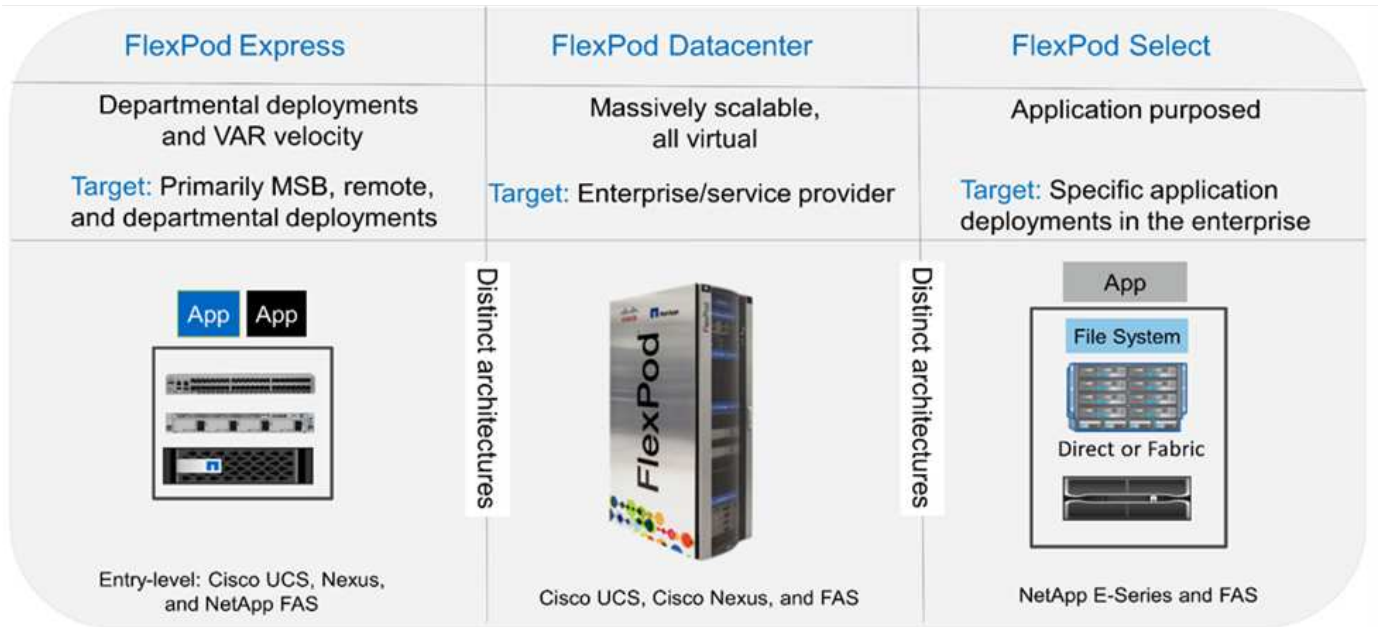 FlexPod Express
FlexPod Datacenter
FlexPod Select
Departmental deployments
and VAR velocity
Massively scalable,
all virtual
Application purposed
Target: Primarily MSB, remote,
and departmental deployments
Target: Enterprise/service provider
Target: Specific application
deployments in the enterprise
App
App
Distinct architectures
FlexPod
NetApp
FlexPod
Distinct architectures
App
File System
Direct or Fabric
Entry-level: Cisco UCS, Nexus,
and NetApp FAS
Cisco UCS, Cisco Nexus, and FAS
NetApp E-Series and FAS